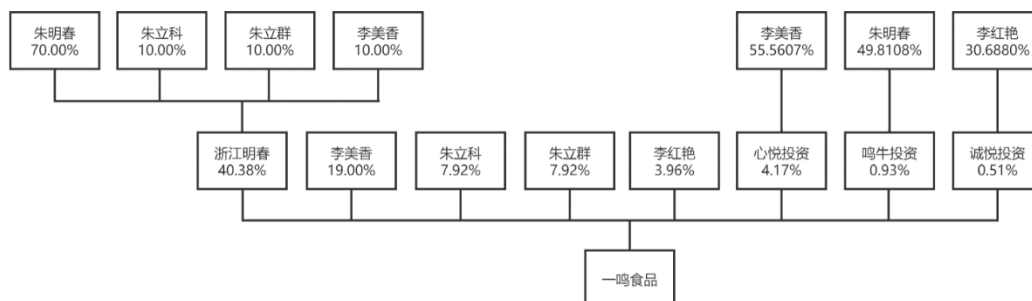 朱明春
70.00%
朱立科
10.00%
朱立群
10.00%
李美香
10.00%
李美香
55.5607%
朱明春
49.8108%
李红艳
30.6880%
浙江明春
40.38%
李美香
19.00%
朱立科
7.92%
朱立群
7.92%
李红艳
3.96%
心悦投资
4.17%
鸣牛投资
0.93%
诚悦投资
0.51%
一鸣食品